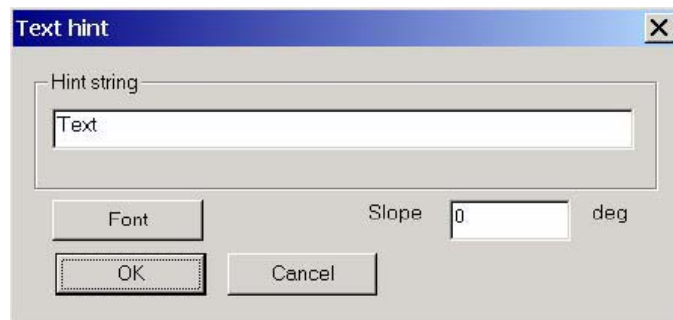 Text hint
Hint string
Text
Font Slope 0 deg
OK Cancel